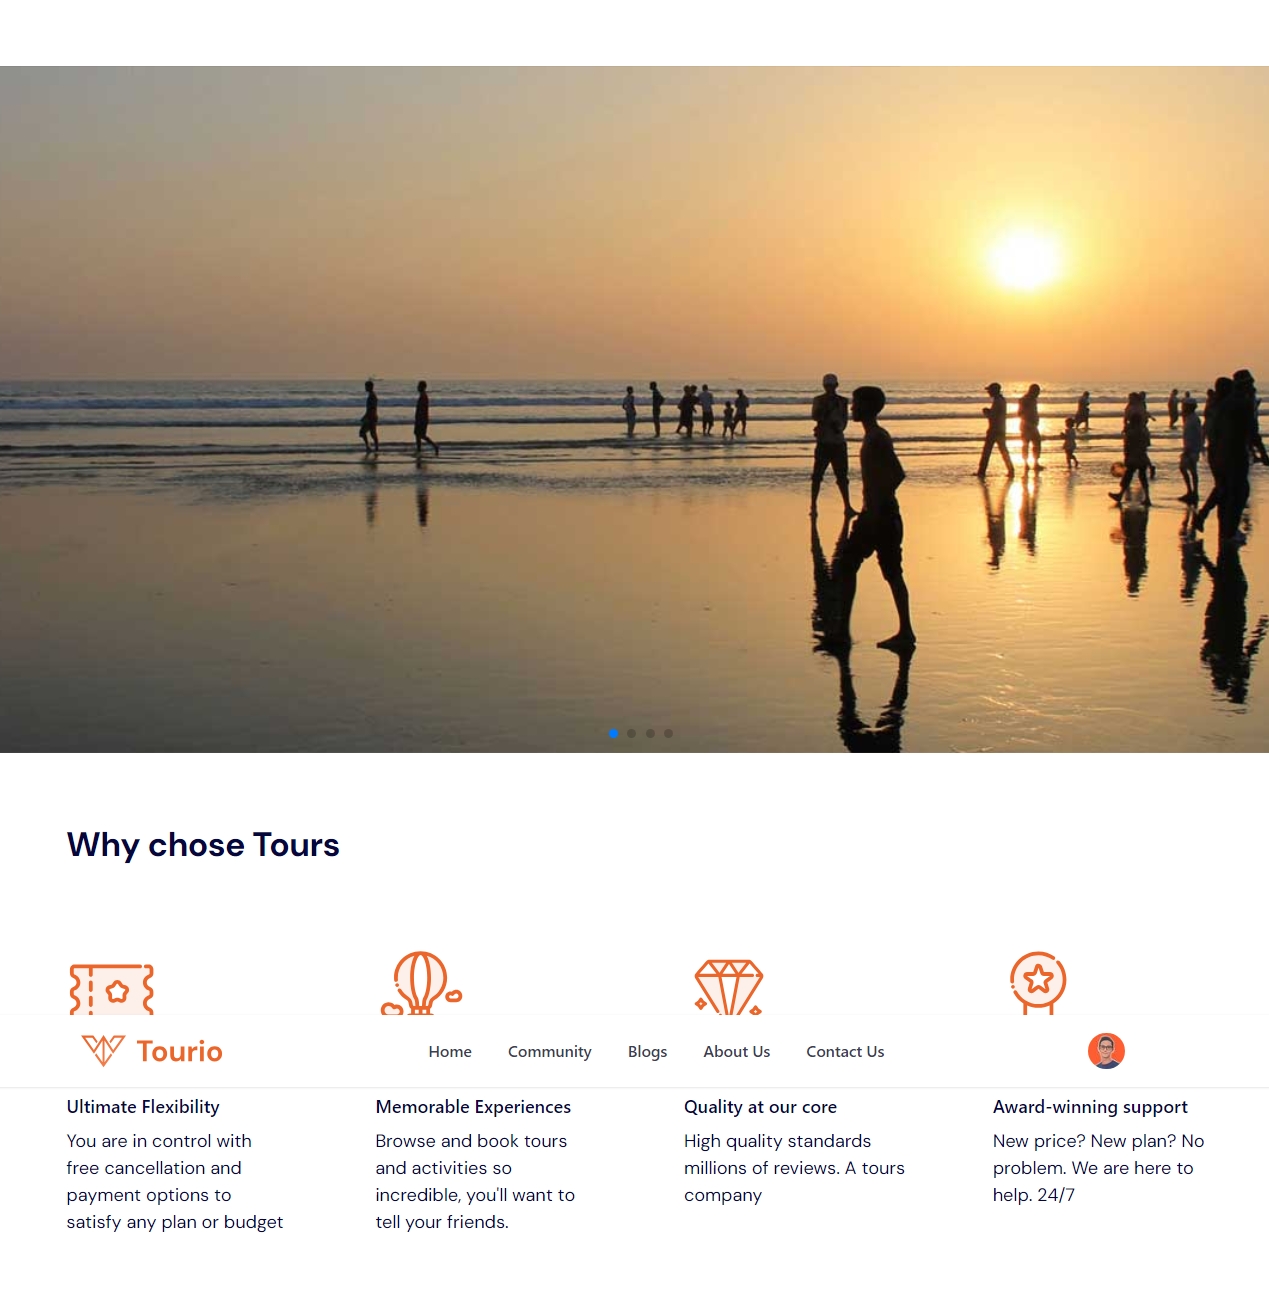 Why chose Tours
Tourio
Home Community Blogs About Us Contact Us
Ultimate Flexibility
You are in control with
free cancellation and
payment options to
satisfy any plan or budget
Memorable Experiences
Browse and book tours
and activities so
incredible, you'll want to
tell your friends.
Quality at our core
High quality standards
millions of reviews. A tours
company
Award-winning support
New price? New plan? No
problem. We are here to
help. 24/7